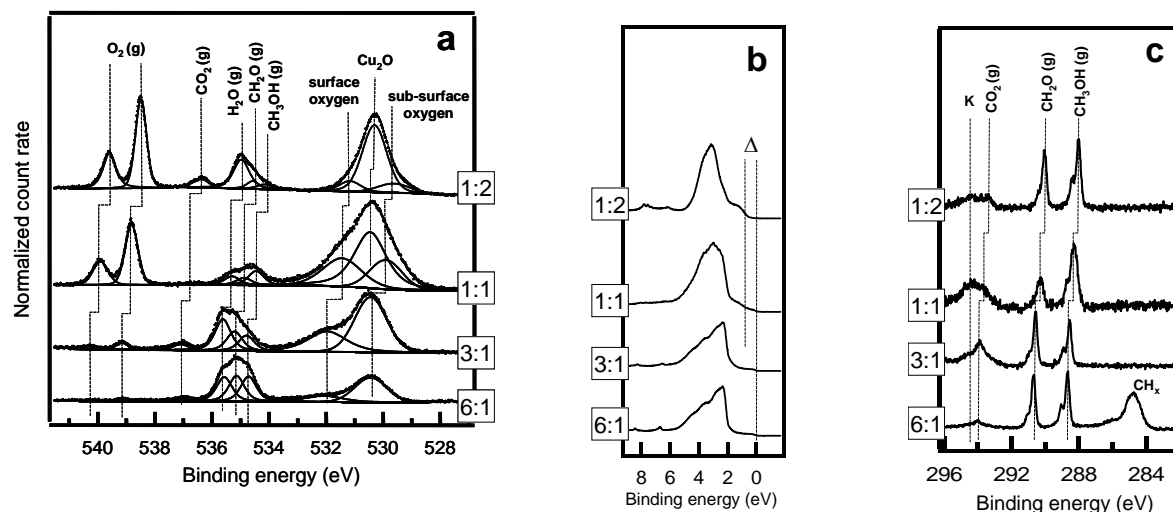 a
O₂ (g)
CO₂ (g)
H₂O (g)
CH₂O (g)
CH₃OH (g)
surface
oxygen
Cu₂O
sub-surface
oxygen
1:2
1:1
3:1
6:1
Normalized count rate
540 538 536 534 532 530 528
Binding energy (eV)
b
Δ
1:2
1:1
3:1
6:1
8 6 4 2 0
Binding energy (eV)
c
K
CO₂ (g)
CH₂O (g)
CH₃OH (g)
1:2
1:1
3:1
CHₓ
6:1
296 292 288 284
Binding energy (eV)